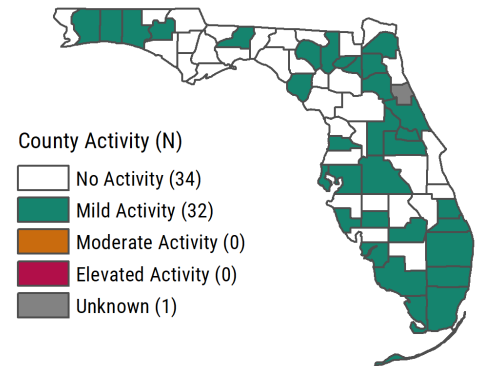 County Activity (N)
No Activity (34)
Mild Activity (32)
Moderate Activity (0)
Elevated Activity (0)
Unknown (1)